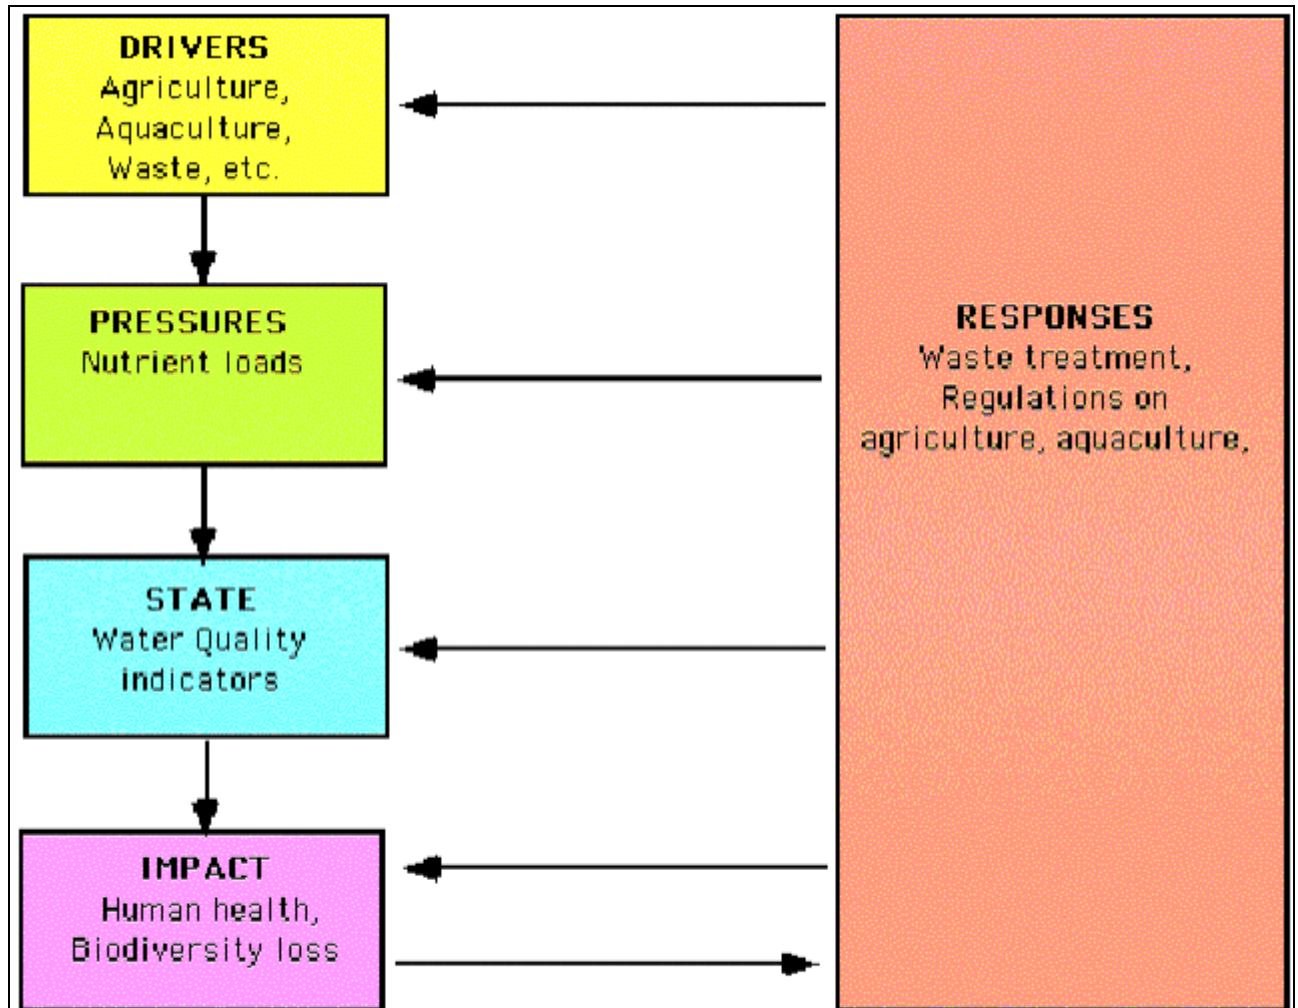 DRIVERS
Agriculture,
Aquaculture,
Waste, etc.
PRESSURES
Nutrient loads
STATE
Water Quality
indicators
IMPACT
Human health,
Biodiversity loss
RESPONSES
Waste treatment,
Regulations on
agriculture, aquaculture,